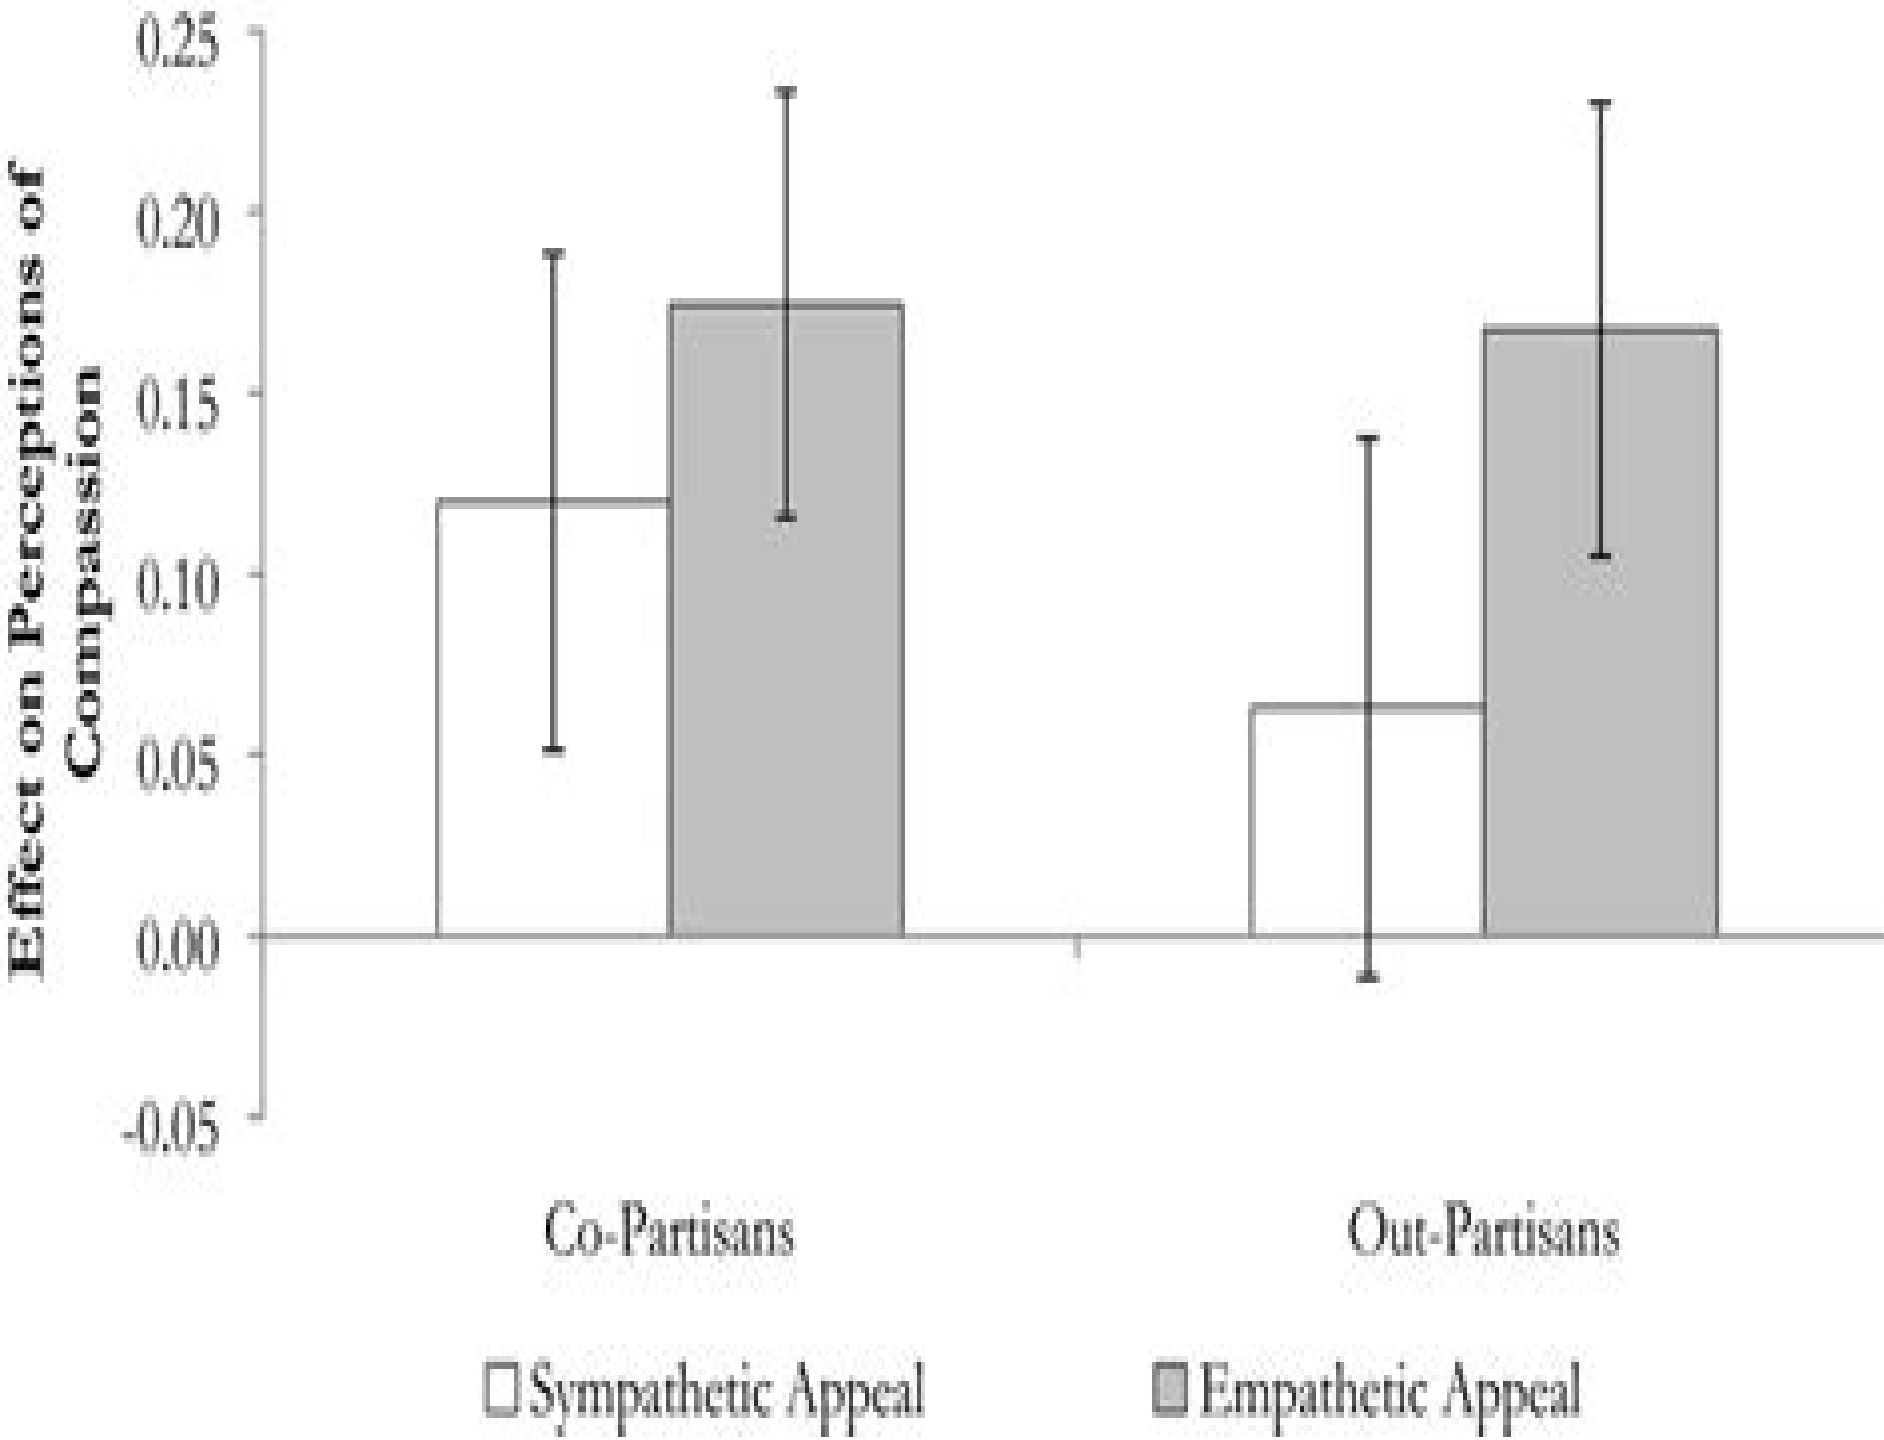 Effect on Perceptions of
Compassion
0.25
0.20
0.15
0.10
0.05
0.00
-0.05
Co-Partisans
Out-Partisans
Sympathetic Appeal
Empathetic Appeal